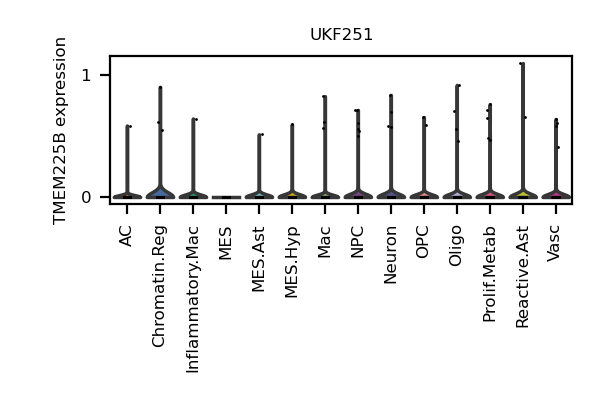 UKF251
TMEM225B expression
1
0
AC
Chromatin.Reg
Inflammatory.Mac
MES
MES.Ast
MES.Hyp
Mac
NPC
Neuron
OPC
Oligo
Prolif.Metab
Reactive.Ast
Vasc